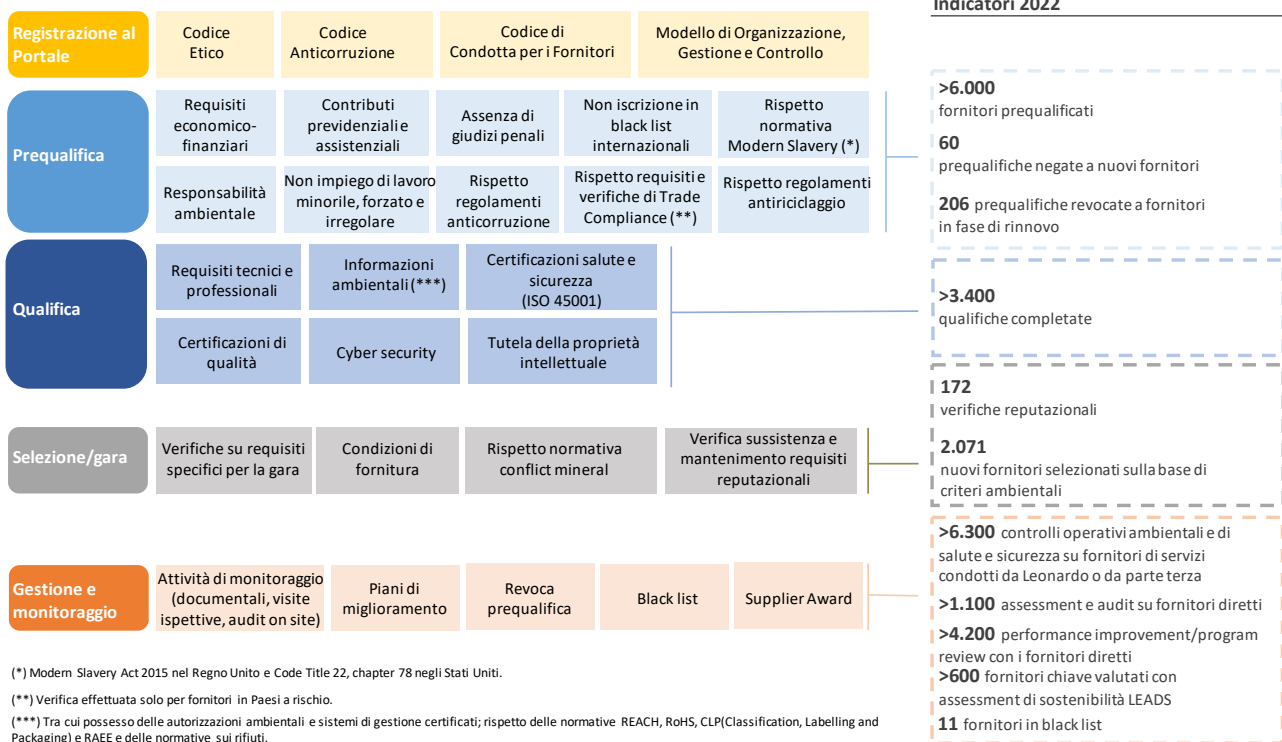 Indicatori 2022
Registrazione al
Portale
Codice
Etico
Codice
Anticorruzione
Codice di
Condotta per i Fornitori
Modello di Organizzazione,
Gestione e Controllo
Prequalifica
Requisiti
economico-
finanziari
Contributi
previdenziali e
assistenziali
Assenza di
giudizi penali
Non iscrizione in
black list
internazionali
Rispetto
normativa
Modern Slavery (*)
Responsabilità
ambientale
Non impiego di lavoro
minorile, forzato e
irregolare
Rispetto
regolamenti
anticorruzione
Rispetto requisiti e
verifiche di Trade
Compliance (**)
Rispetto regolamenti
antiriciclaggio
>6.000
fornitori prequalificati
60
prequalifiche negate a nuovi fornitori
206 prequalifiche revocate a fornitori
in fase di rinnovo
Qualifica
Requisiti tecnici e
professionali
Informazioni
ambientali (***)
Certificazioni salute e
sicurezza
(ISO 45001)
Certificazioni di
qualità
Cyber security
Tutela della proprietà
intellettuale
>3.400
qualifiche completate
Selezione/gara
Verifiche su requisiti
specifici per la gara
Condizioni di
fornitura
Rispetto normativa
conflict mineral
Verifica sussistenza e
mantenimento requisiti
reputazionali
172
verifiche reputazionali
2.071
nuovi fornitori selezionati sulla base di
criteri ambientali
Gestione e
monitoraggio
Attività di monitoraggio
(documentali, visite
ispettive, audit on site)
Piani di
miglioramento
Revoca
prequalifica
Black list
Supplier Award
>6.300 controlli operativi ambientali e di
salute e sicurezza su fornitori di servizi
condotti da Leonardo o da parte terza
>1.100 assessment e audit su fornitori diretti
>4.200 performance improvement/program
review con i fornitori diretti
>600 fornitori chiave valutati con
assessment di sostenibilità LEADS
11 fornitori in black list
(*) Modern Slavery Act 2015 nel Regno Unito e Code Title 22, chapter 78 negli Stati Uniti.
(**) Verifica effettuata solo per fornitori in Paesi a rischio.
(***) Tra cui possesso delle autorizzazioni ambientali e sistemi di gestione certificati; rispetto delle normative REACH, RoHS, CLP(Classification, Labelling and
Packaging) e RAEE e delle normative sui rifiuti.